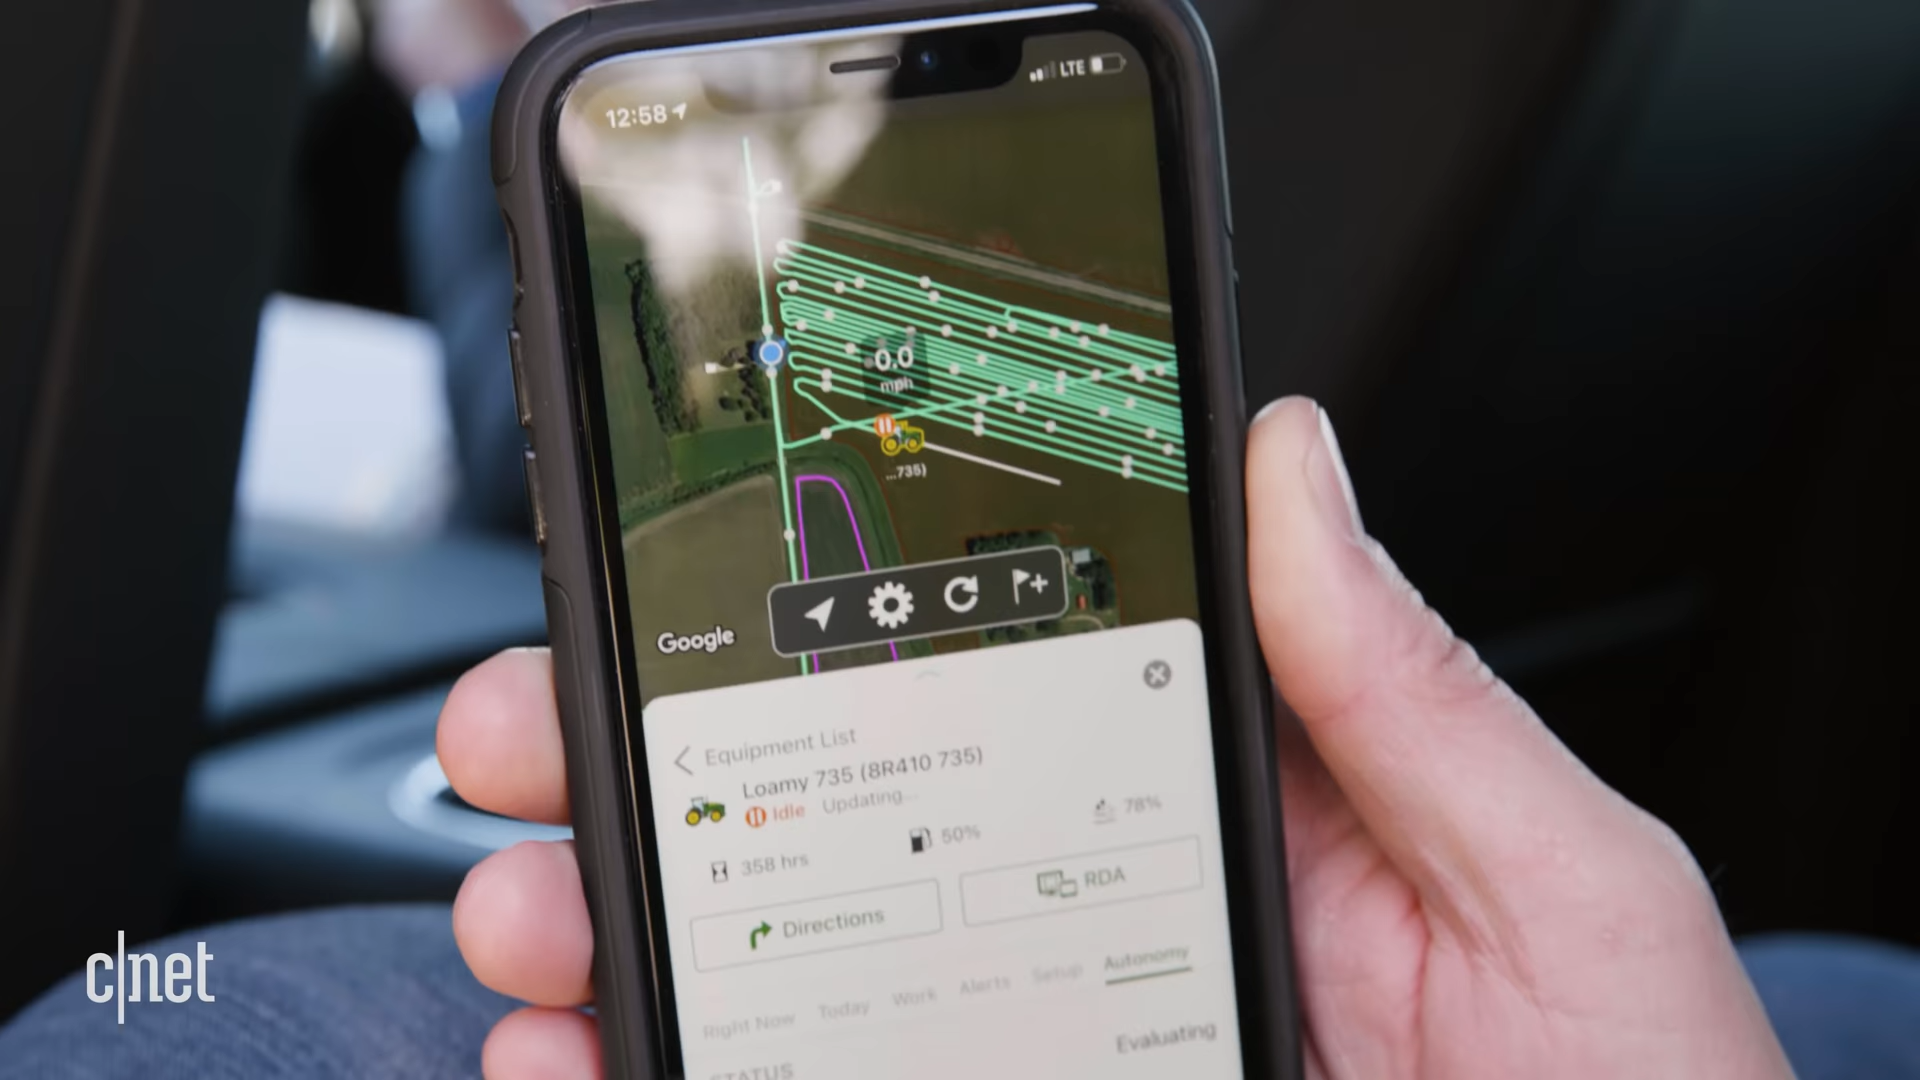 12:58
LTE
0.0
mph
...735)
Google
Equipment List
Loamy 735 (8R410 735)
Idle Updating...
358 hrs
50%
78%
Directions
RDA
Right Now Today Work Alerts Setup Autonomy
STATUS
Evaluating
c|net